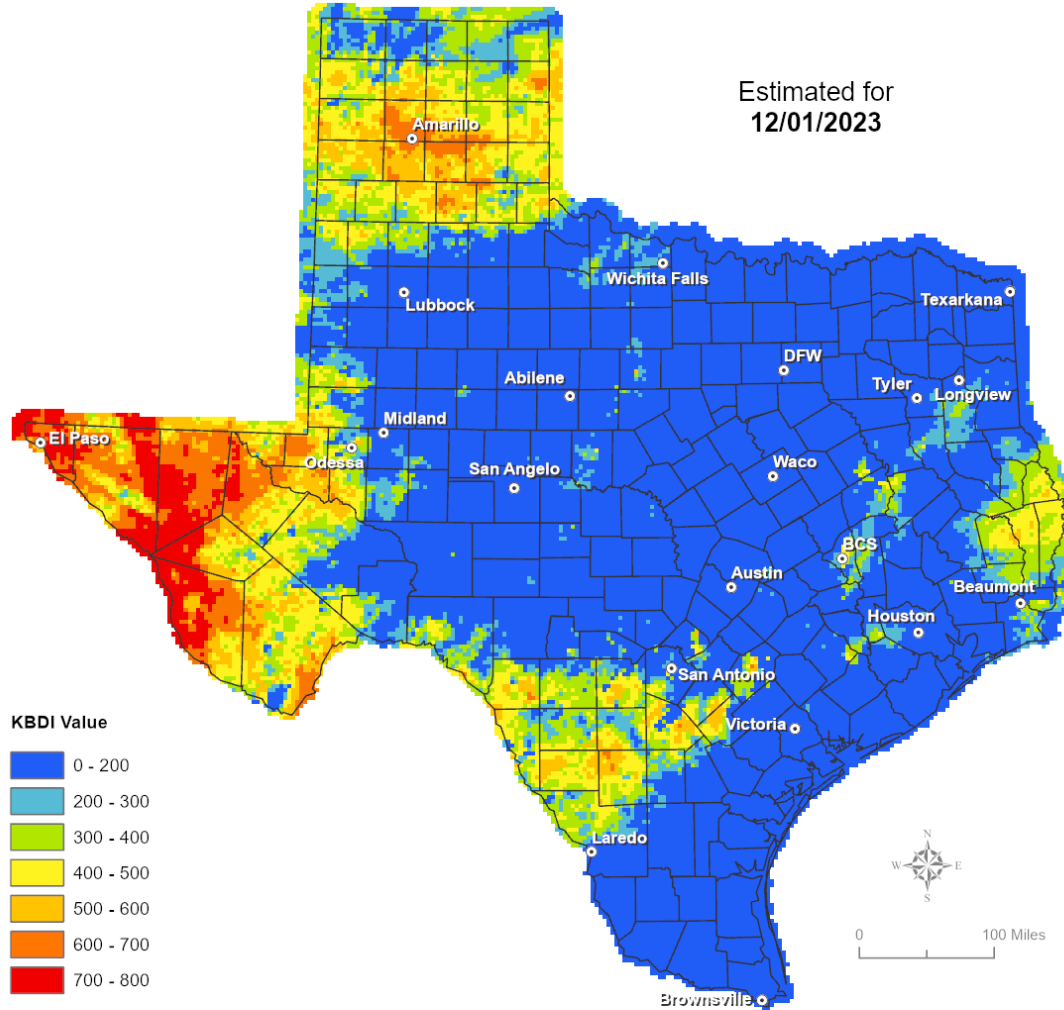 Estimated for
12/01/2023
Amarillo
Wichita Falls
Lubbock
Texarkana
DFW
Abilene
Tyler
Longview
Midland
El Paso
Odessa
San Angelo
Waco
BCS
Austin
Beaumont
Houston
San Antonio
Victoria
KBDI Value
0 - 200
200 - 300
300 - 400
400 - 500
500 - 600
600 - 700
700 - 800
Laredo
N
W E
S
0 100 Miles
Brownsville